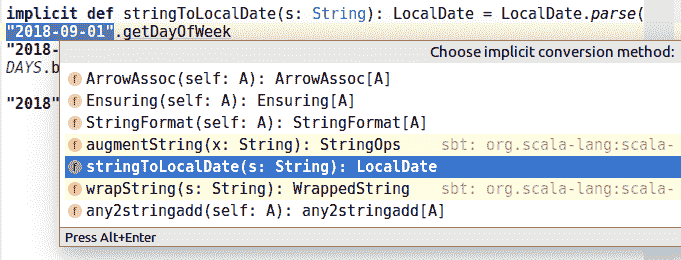 implicit def stringToLocalDate(s: String): LocalDate = LocalDate.parse(
"2018-09-01".getDayOfWeek
"2018-
Choose implicit conversion method:
DAYS.b
ArrowAssoc(self: A): ArrowAssoc[A]
Ensuring(self: A): Ensuring[A]
"2018"
StringFormat(self: A): StringFormat[A]
augmentString(x: String): StringOps sbt: org.scala-lang:scala-
stringToLocalDate(s: String): LocalDate
wrapString(s: String): WrappedString sbt: org.scala-lang:scala-
any2stringadd(self: A): any2stringadd[A]
Press Alt+Enter